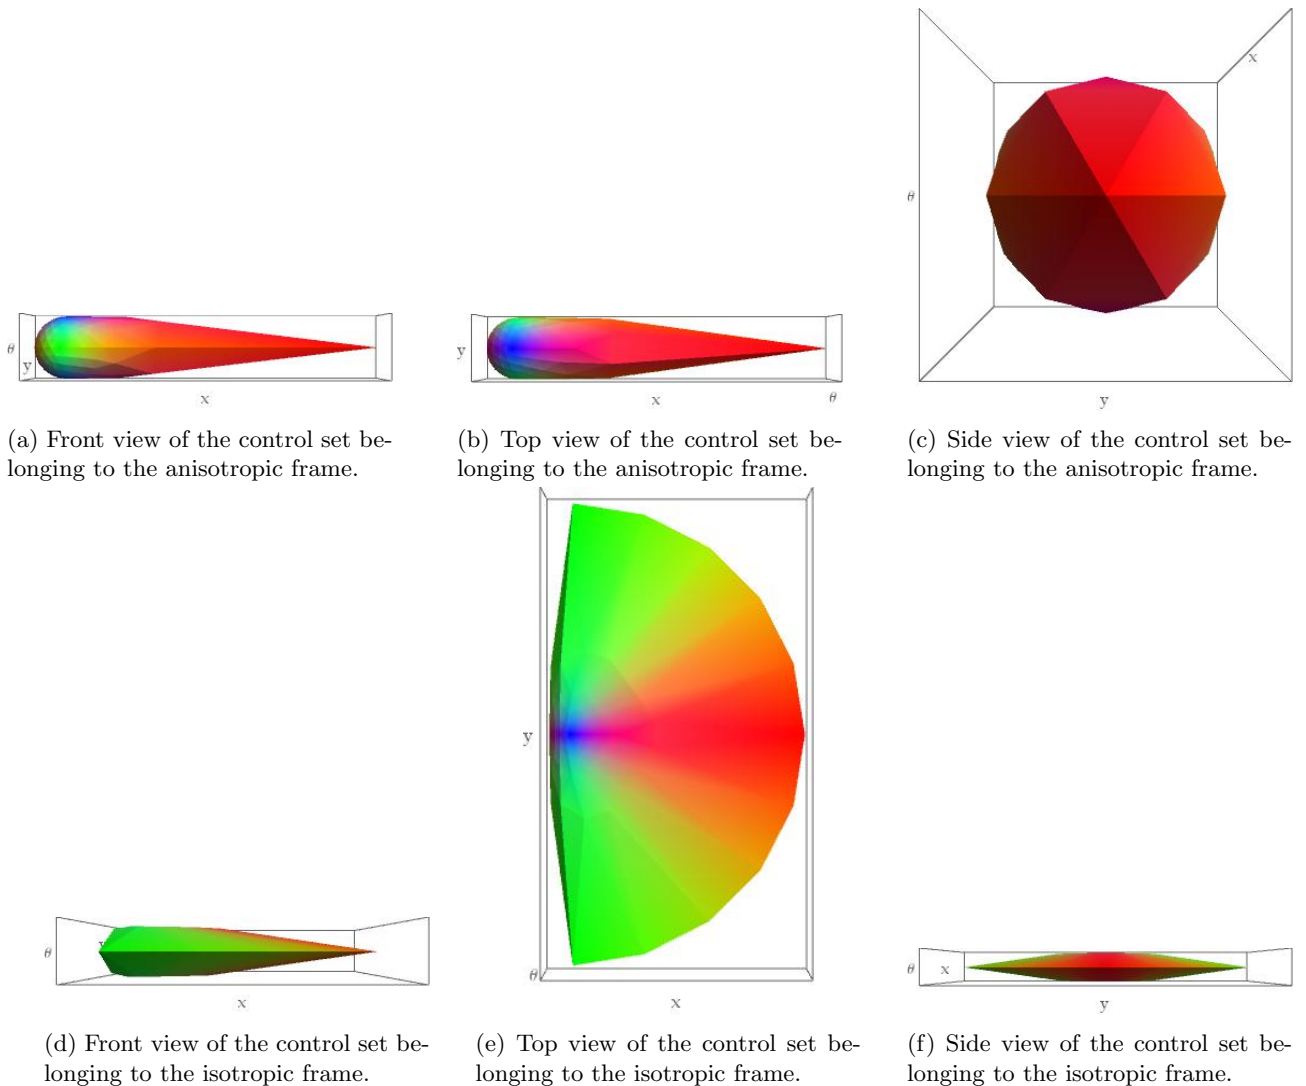 x
θ
y
x
y
x
θ
θ
y
(a) Front view of the control set be-
longing to the anisotropic frame.
(b) Top view of the control set be-
longing to the anisotropic frame.
(c) Side view of the control set be-
longing to the anisotropic frame.
y
θ
x
θ
x
θ
x
y
(d) Front view of the control set be-
longing to the isotropic frame.
(e) Top view of the control set be-
longing to the isotropic frame.
(f) Side view of the control set be-
longing to the isotropic frame.